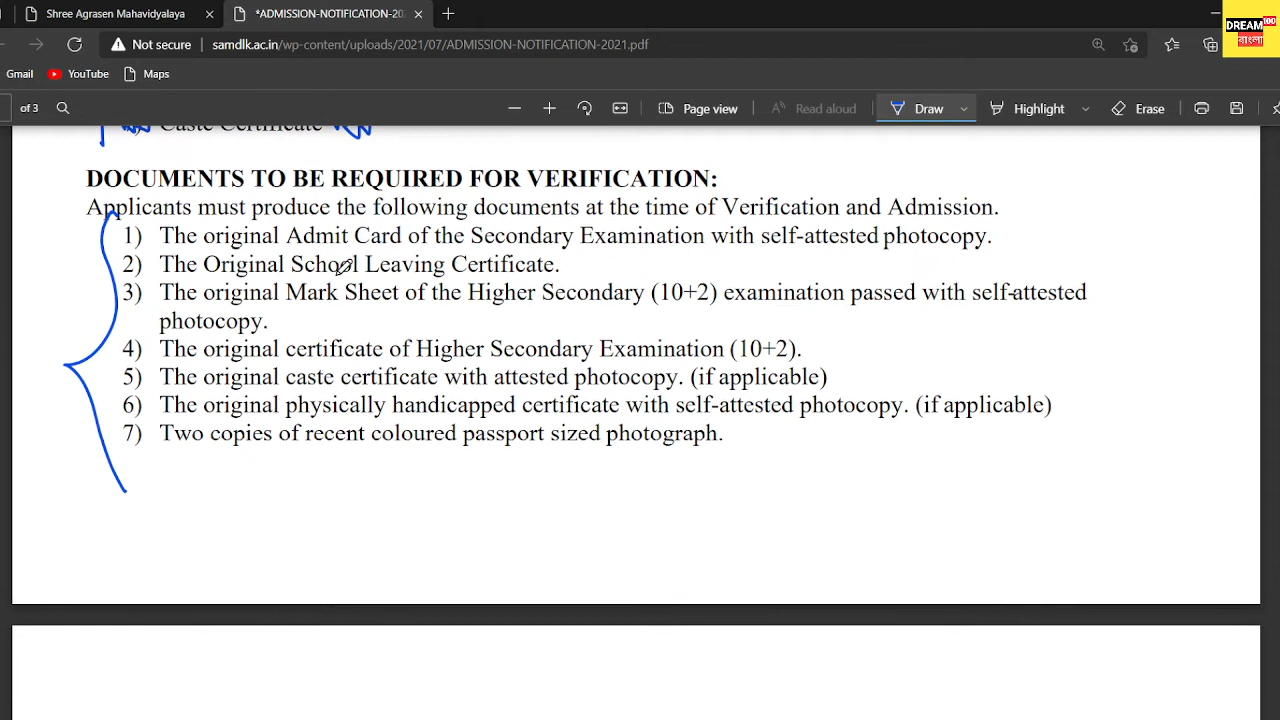 Shree Agrasen Mahavidyalaya
*ADMISSION-NOTIFICATION-20
DREAM100
বাংলা
Not secure
samdlk.ac.in/wp-content/uploads/2021/07/ADMISSION-NOTIFICATION-2021.pdf
Gmail YouTube Maps
of 3 Page view Read aloud Draw Highlight Erase
Caste Certificate
DOCUMENTS TO BE REQUIRED FOR VERIFICATION:
Applicants must produce the following documents at the time of Verification and Admission.
1) The original Admit Card of the Secondary Examination with self-attested photocopy.
2) The Original School Leaving Certificate.
3) The original Mark Sheet of the Higher Secondary (10+2) examination passed with self-attested
photocopy.
4) The original certificate of Higher Secondary Examination (10+2).
5) The original caste certificate with attested photocopy. (if applicable)
6) The original physically handicapped certificate with self-attested photocopy. (if applicable)
7) Two copies of recent coloured passport sized photograph.